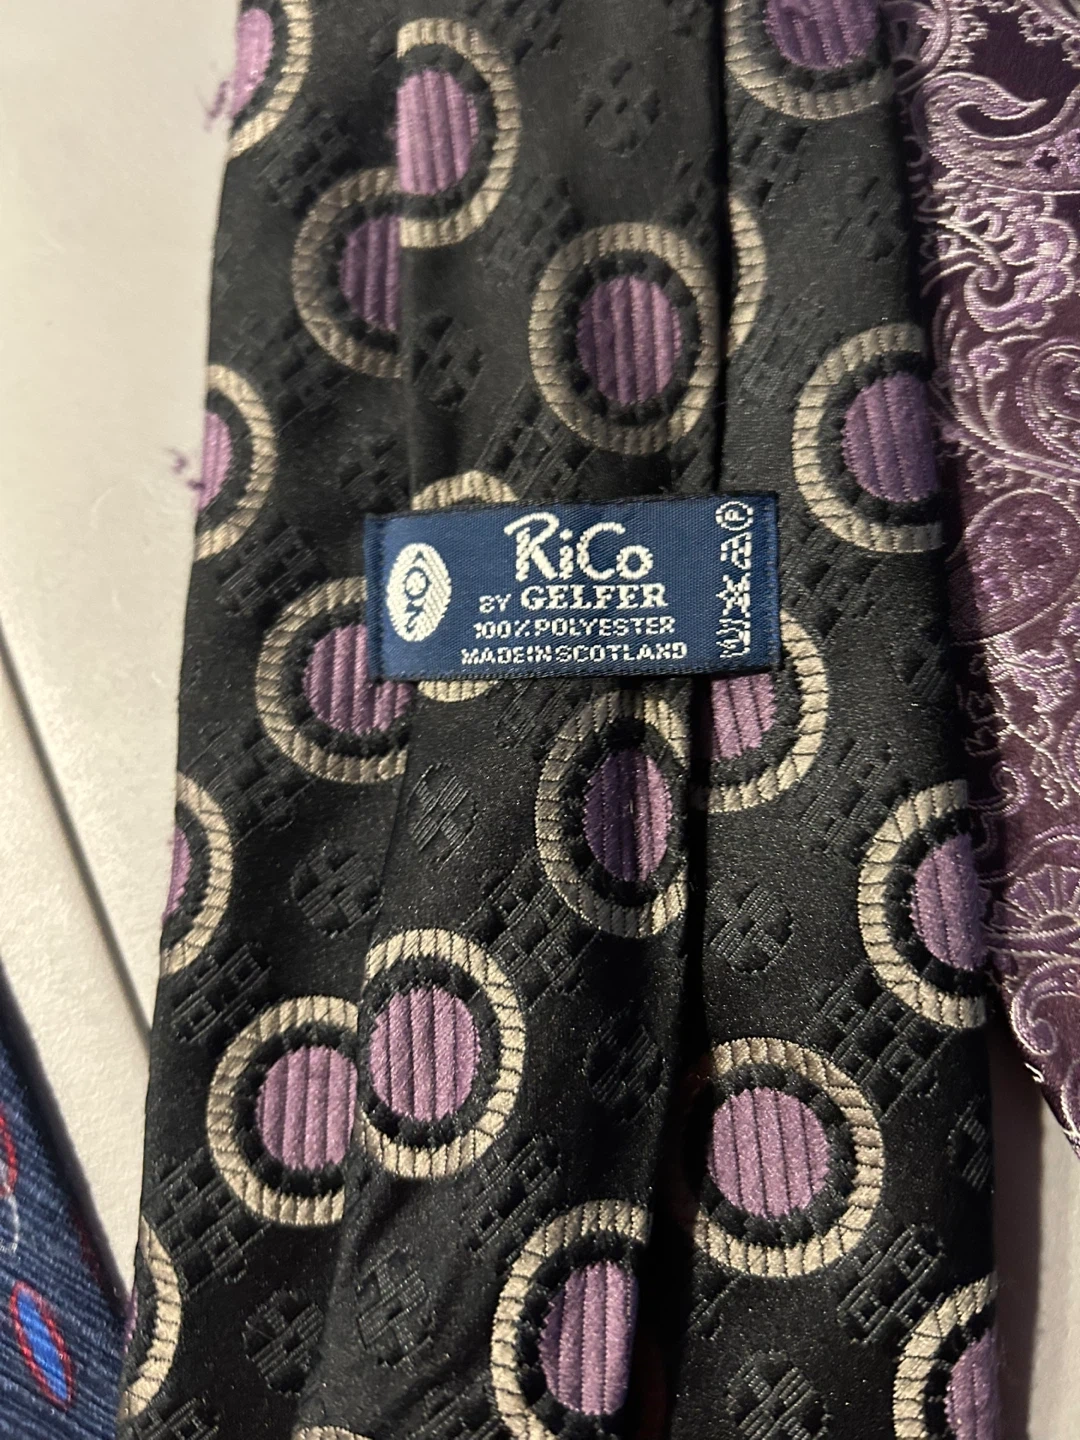 RiCo
BY GELFER
100% POLYESTER
MADE IN SCOTLAND
P